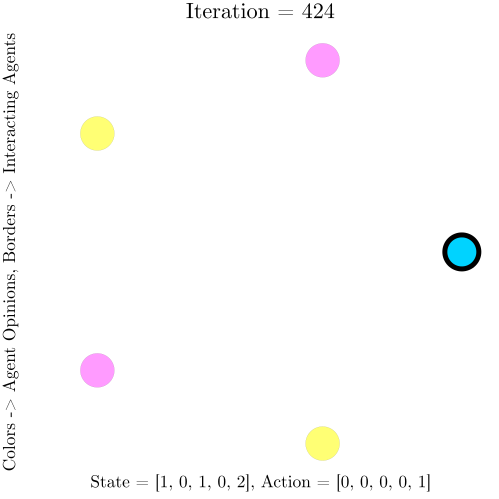 Iteration = 424
Colors -> Agent Opinions, Borders -> Interacting Agents
State = [1, 0, 1, 0, 2], Action = [0, 0, 0, 0, 1]